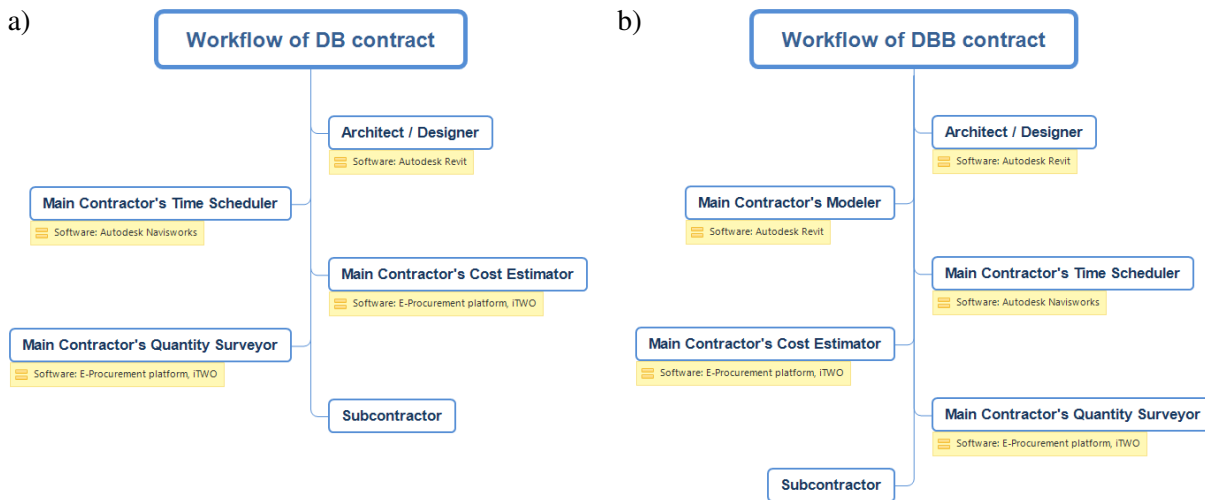 a)
Workflow of DB contract
Architect / Designer
Software: Autodesk Revit
Main Contractor's Time Scheduler
Software: Autodesk Navisworks
Main Contractor's Cost Estimator
Software: E-Procurement platform, iTWO
Main Contractor's Quantity Surveyor
Software: E-Procurement platform, iTWO
Subcontractor
b)
Workflow of DBB contract
Architect / Designer
Software: Autodesk Revit
Main Contractor's Modeler
Software: Autodesk Revit
Main Contractor's Time Scheduler
Software: Autodesk Navisworks
Main Contractor's Cost Estimator
Software: E-Procurement platform, iTWO
Main Contractor's Quantity Surveyor
Software: E-Procurement platform, iTWO
Subcontractor